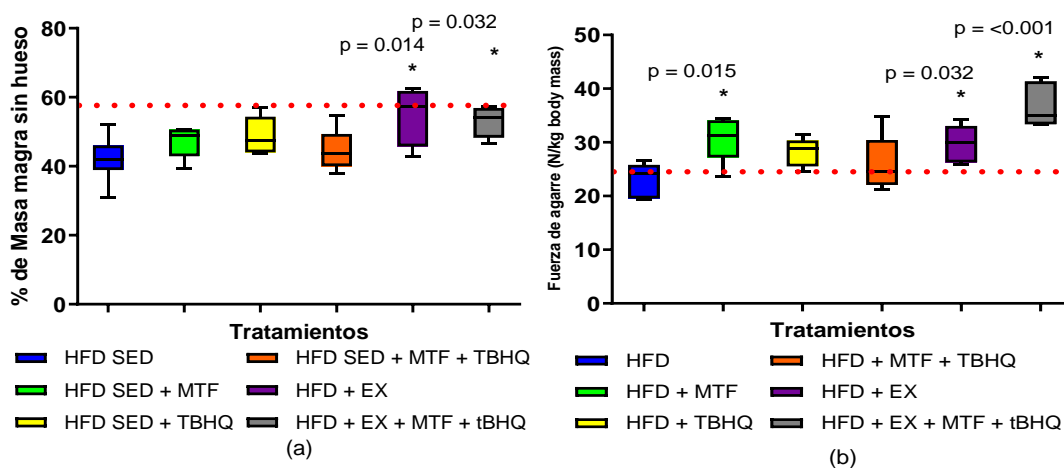 80
60
40
20
0
% de Masa magra sin hueso
p = 0.014
p = 0.032
*
*
Tratamientos
HFD SED
HFD SED + MTF
HFD SED + TBHQ
HFD SED + MTF + TBHQ
HFD + EX
HFD + EX + MTF + tBHQ
(a)
50
40
30
20
10
0
Fuerza de agarre (N/kg body mass)
p = 0.015
*
p = 0.032
*
p = <0.001
*
Tratamientos
HFD
HFD + MTF
HFD + TBHQ
HFD + MTF + TBHQ
HFD + EX
HFD + EX + MTF + tBHQ
(b)